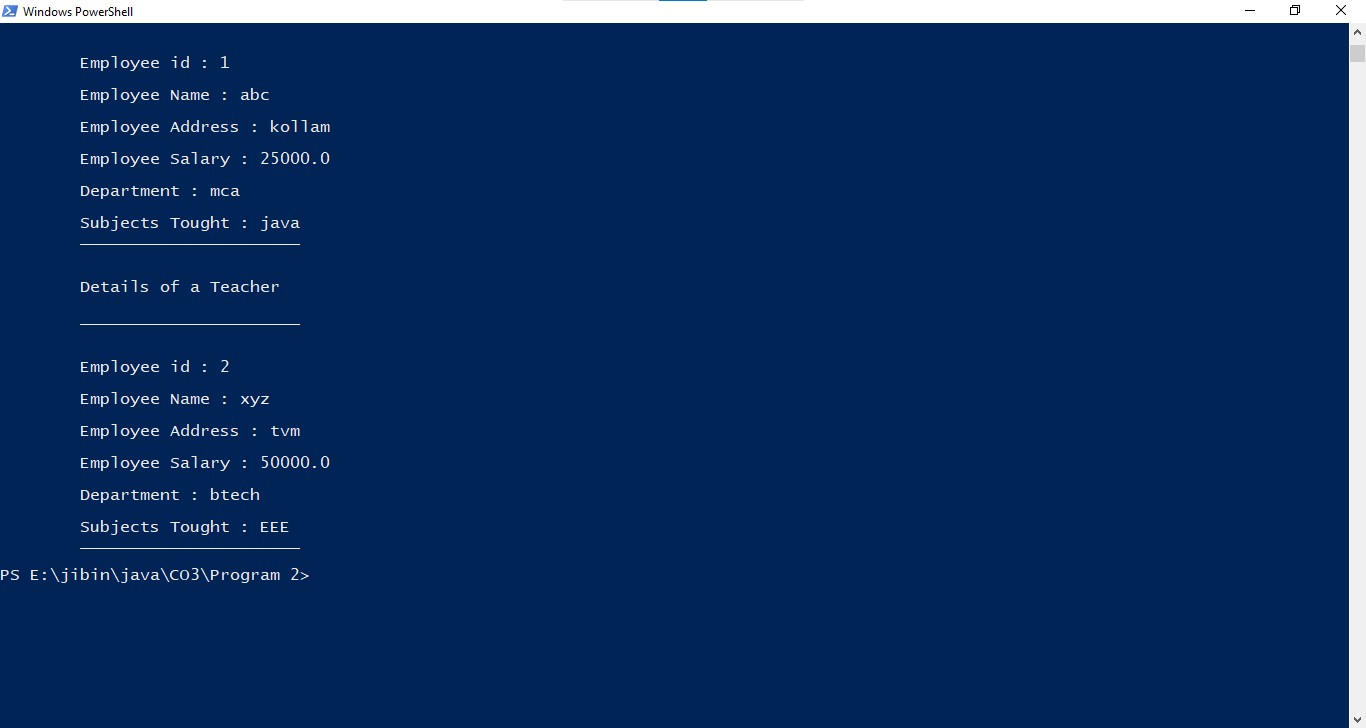 Windows PowerShell
Employee id : 1
Employee Name : abc
Employee Address : kollam
Employee Salary : 25000.0
Department : mca
Subjects Tought : java
______________________
Details of a Teacher
______________________
Employee id : 2
Employee Name : xyz
Employee Address : tvm
Employee Salary : 50000.0
Department : btech
Subjects Tought : EEE
______________________
PS E:\jibin\java\CO3\Program 2>